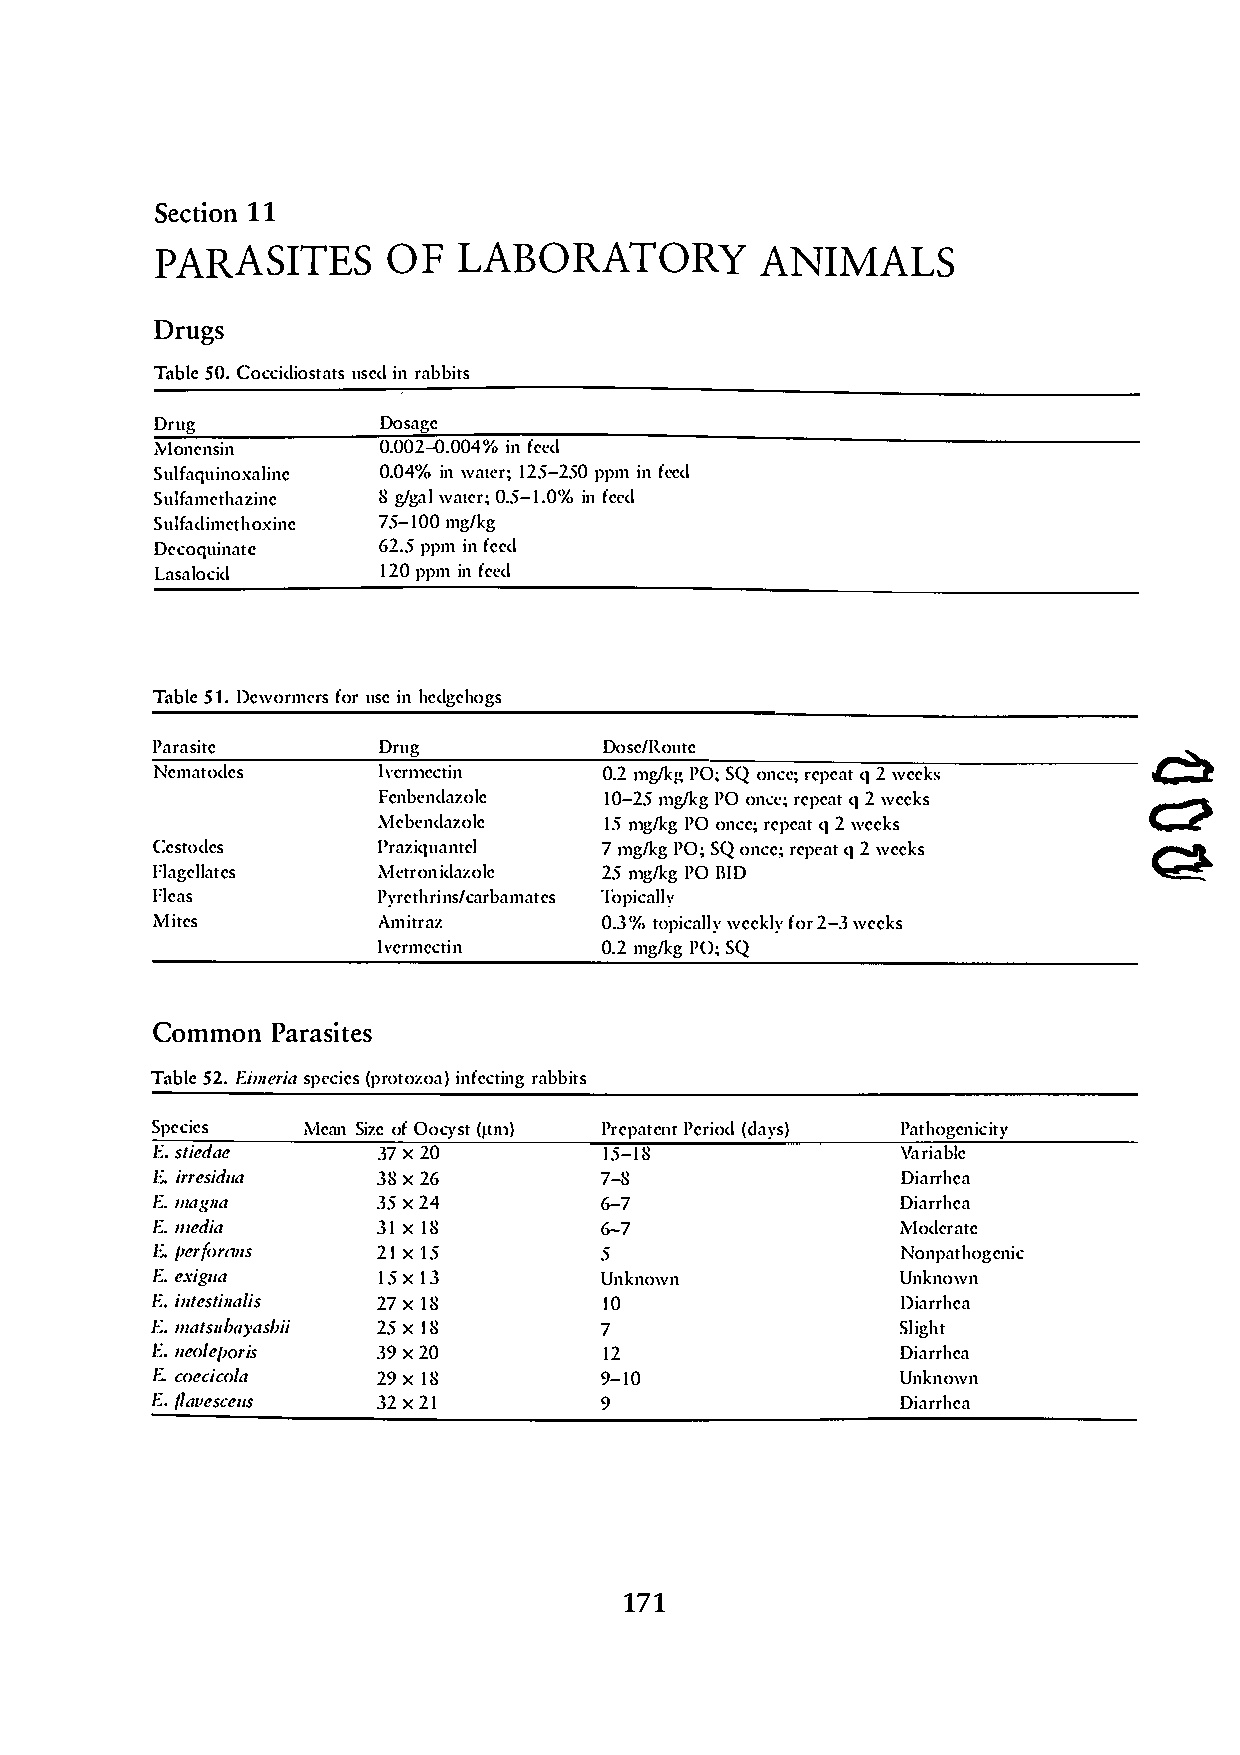 Section 11
PARASITES OF LABORATORY ANIMALS
Drugs
Table 50. Coccidiostats used in rabbits
Drug Dosage
Monensin 0.002–0.004% in feed
Sulfaquinoxaline 0.04% in water; 125–250 ppm in feed
Sulfamethazine 8 g/gal water; 0.5–1.0% in feed
Sulfadimethoxine 75–100 mg/kg
Decoquinate 62.5 ppm in feed
Lasalocid 120 ppm in feed
Table 51. Dewormers for use in hedgehogs
Parasite Drug Dose/Route
Nematodes Ivermectin 0.2 mg/kg PO; SQ once; repeat q 2 weeks
Fenbendazole 10–25 mg/kg PO once; repeat q 2 weeks
Mebendazole 15 mg/kg PO once; repeat q 2 weeks
Cestodes Praziquantel 7 mg/kg PO; SQ once; repeat q 2 weeks
Flagellates Metronidazole 25 mg/kg PO BID
Fleas Pyrethrins/carbamates Topically
Mites Amitraz 0.3% topically weekly for 2–3 weeks
Ivermectin 0.2 mg/kg PO; SQ
Common Parasites
Table 52. Eimeria species (protozoa) infecting rabbits
Species Mean Size of Oocyst (µm) Prepatent Period (days) Pathogenicity
E. stiedae 37 × 20 15–18 Variable
E. irresidua 38 × 26 7–8 Diarrhea
E. magna 35 × 24 6–7 Diarrhea
E. media 31 × 18 6–7 Moderate
E. perforans 21 × 15 5 Nonpathogenic
E. exigua 15 × 13 Unknown Unknown
E. intestinalis 27 × 18 10 Diarrhea
E. matsubayashii 25 × 18 7 Slight
E. neoleporis 39 × 20 12 Diarrhea
E. coecicola 29 × 18 9–10 Unknown
E. flavescens 32 × 21 9 Diarrhea
171